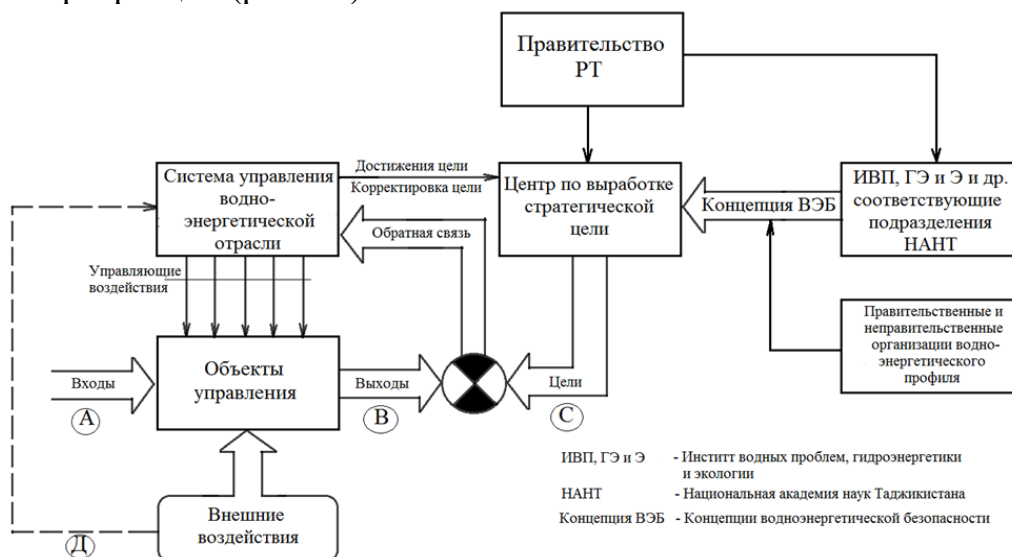 Правительство
РТ
Система управления
водно-
энергетической
отрасли
Достижения цели
Корректировка цели
Обратная связь
Центр по выработке
стратегической
цели
Концепция ВЭБ
ИВП, ГЭ и Э и др.
соответствующие
подразделения
НАНТ
Управляющие
воздействия
Правительственные и
неправительственные
организации водно-
энергетического
профиля
Входы
А
Объекты
управления
Выходы
В
Цели
С
Внешние
воздействия
Д
ИВП, ГЭ и Э - Инститт водных проблем, гидроэнергетики
и экологии
НАНТ - Национальная академия наук Таджикистана
Концепция ВЭБ - Концепции водноэнергетической безопасности